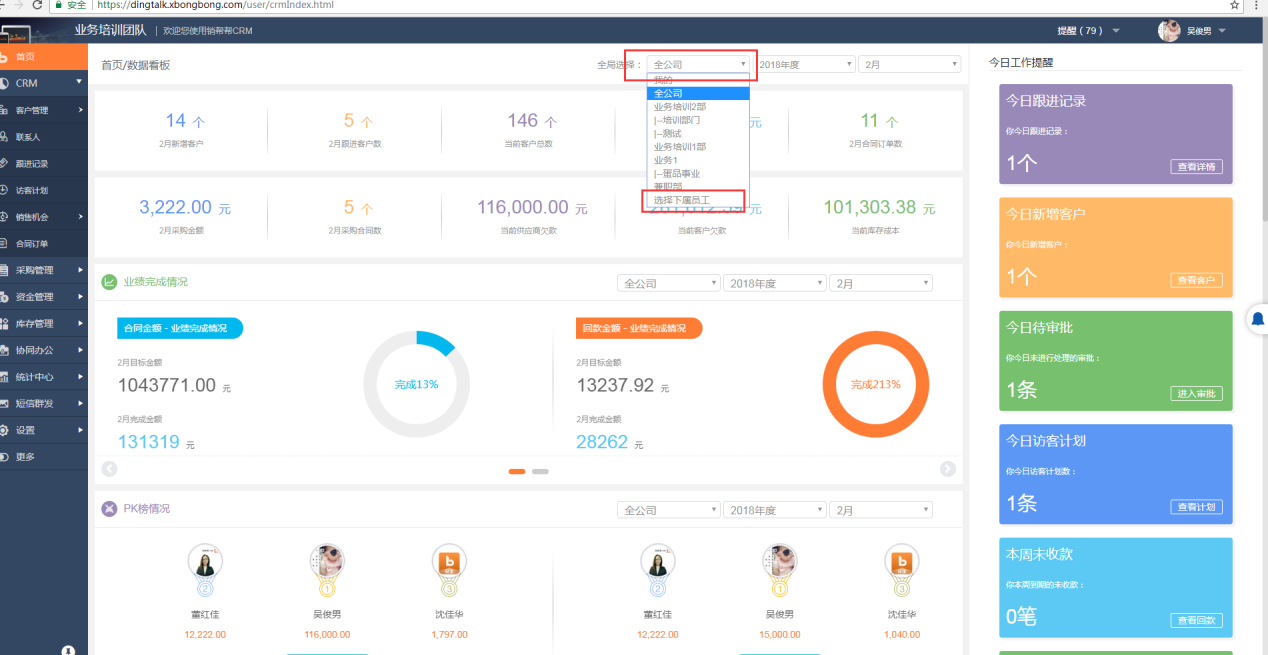 安全 https://dingtalk.xbongbong.com/user/crmIndex.html
业务培训团队 | 欢迎您使用销帮帮CRM
提醒 ( 79 )
吴俊男
首页
CRM
客户管理
联系人
跟进记录
访客计划
销售机会
合同订单
采购管理
资金管理
库存管理
协同办公
统计中心
短信群发
设置
更多
首页/数据看板
全局选择： 全公司 2018年度 2月
我的
全公司
业务培训2部
|--培训部门
|--测试
业务培训1部
业务1
|--蛋品事业
兼职部
选择下属员工
14 个
2月新增客户
5 个
2月跟进客户数
146 个
当前客户总数
元
11 个
2月合同订单数
3,222.00 元
2月采购金额
5 个
2月采购合同数
116,000.00 元
当前供应商欠款
元
当前客户欠款
101,303.38 元
当前库存成本
业绩完成情况
全公司 2018年度 2月
合同金额 - 业绩完成情况
2月目标金额
1043771.00 元
2月完成金额
131319 元
完成13%
回款金额 - 业绩完成情况
2月目标金额
13237.92 元
2月完成金额
28262 元
完成213%
PK榜情况
全公司 2018年度 2月
2
董红佳
12,222.00
1
吴俊男
116,000.00
3
沈佳华
1,797.00
2
董红佳
12,222.00
1
吴俊男
15,000.00
3
沈佳华
1,040.00
今日工作提醒
今日跟进记录
你今日跟进记录：
1个
查看详情
今日新增客户
你今日新增客户：
1个
查看客户
今日待审批
你今日未进行处理的审批：
1条
进入审批
今日访客计划
你今日访客计划数：
1条
查看计划
本周未收款
你本周到期的未收款：
0笔
查看回款